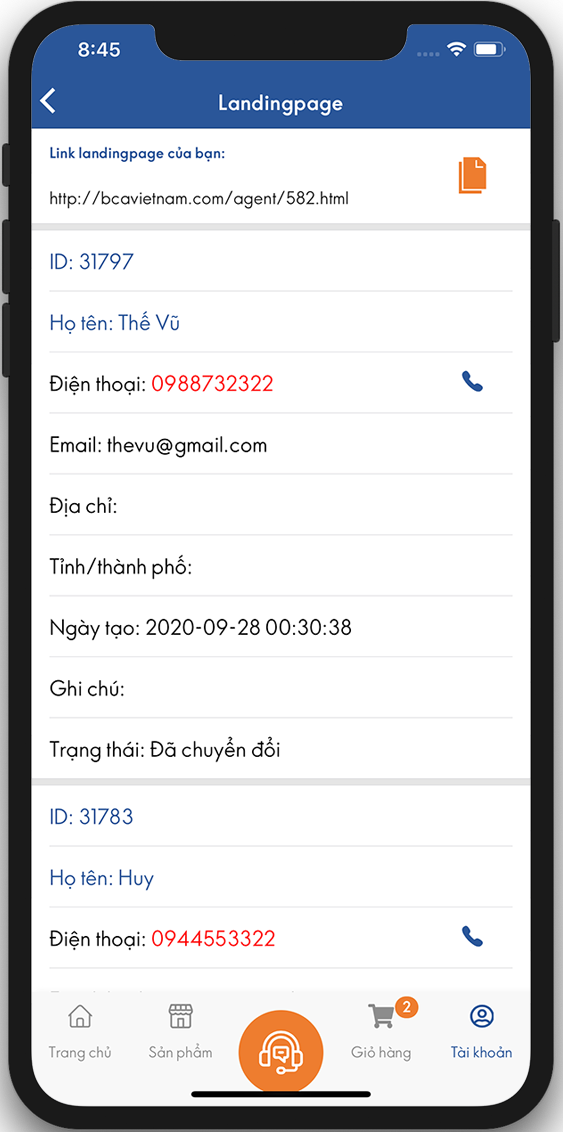 8:45
Landingpage
Link landingpage của bạn:
http://bcavietnam.com/agent/582.html
ID: 31797
Họ tên: Thế Vũ
Điện thoại: 0988732322
Email: thevu@gmail.com
Địa chỉ:
Tỉnh/thành phố:
Ngày tạo: 2020-09-28 00:30:38
Ghi chú:
Trạng thái: Đã chuyển đổi
ID: 31783
Họ tên: Huy
Điện thoại: 0944553322
2
Trang chủ
Sản phẩm
Giỏ hàng
Tài khoản